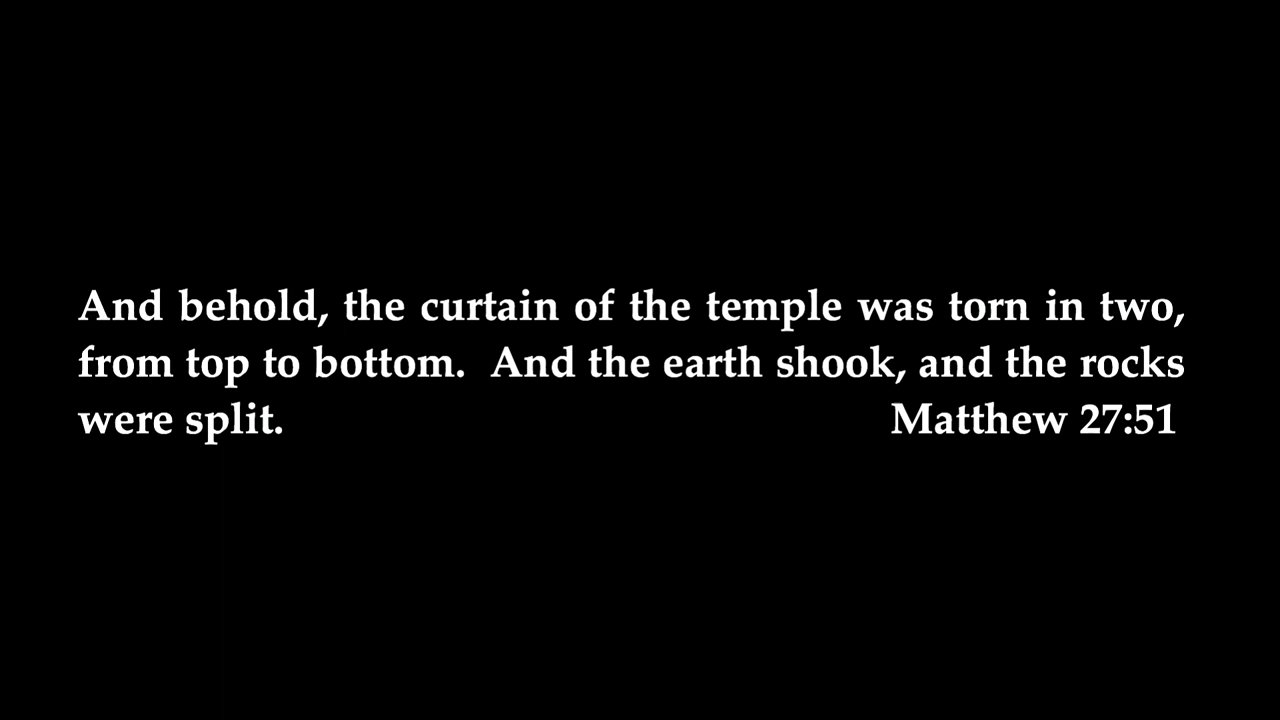 And behold, the curtain of the temple was torn in two,
from top to bottom.  And the earth shook, and the rocks
were split. Matthew 27:51